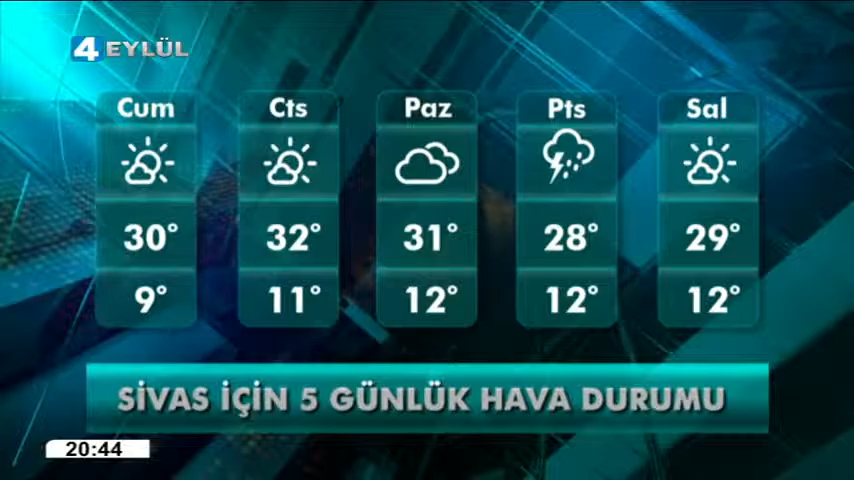 4 EYLÜL
Cum Cts Paz Pts Sal
30° 32° 31° 28° 29°
9° 11° 12° 12° 12°
SİVAS İÇİN 5 GÜNLÜK HAVA DURUMU
20:44